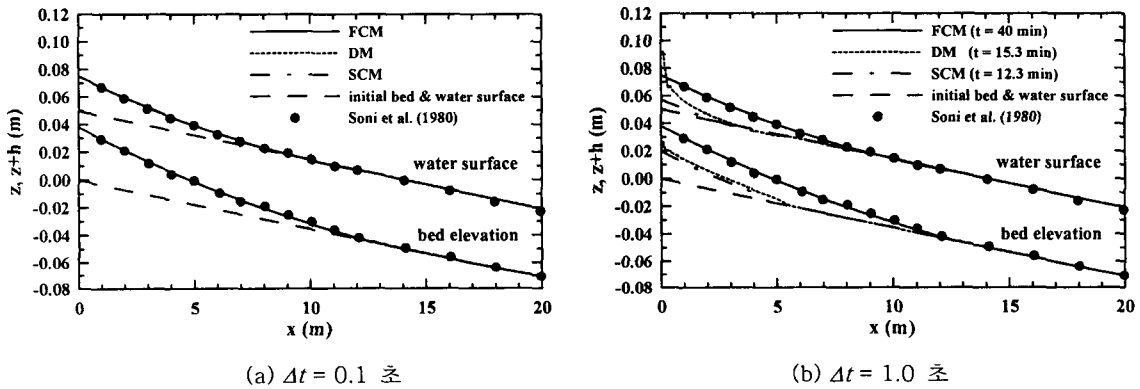 0.12
0.10
0.08
0.06
0.04
0.02
0.00
-0.02
-0.04
-0.06
-0.08
z, z+h (m)
FCM
DM
SCM
initial bed & water surface
Soni et al. (1980)
water surface
bed elevation
0 5 10 15 20
x (m)
(a) Δt = 0.1 초
0.12
0.10
0.08
0.06
0.04
0.02
0.00
-0.02
-0.04
-0.06
-0.08
z, z+h (m)
FCM (t = 40 min)
DM (t = 15.3 min)
SCM (t = 12.3 min)
initial bed & water surface
Soni et al. (1980)
water surface
bed elevation
0 5 10 15 20
x (m)
(b) Δt = 1.0 초